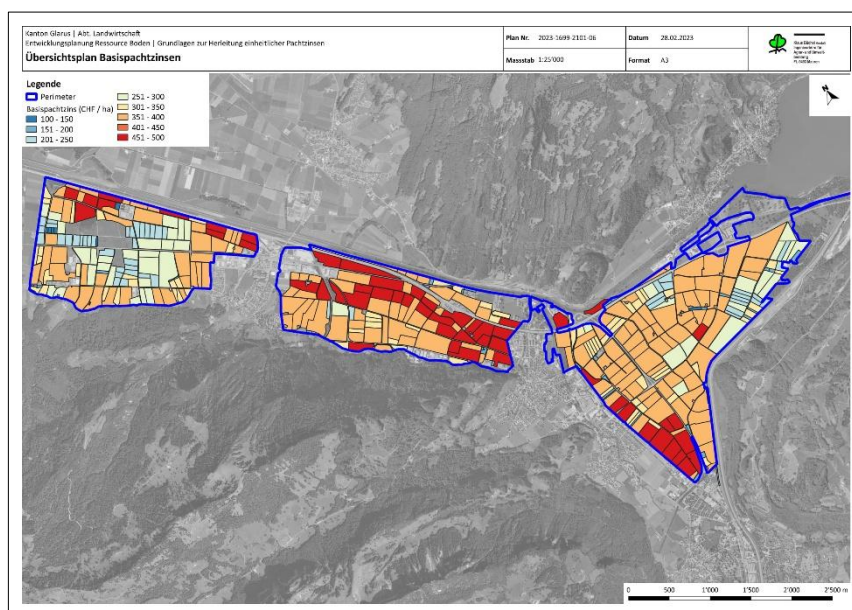 Kanton Glarus | Abt. Landwirtschaft
Entwicklungsplanung Ressource Boden | Grundlagen zur Herleitung einheitlicher Pachtzinsen
Übersichtsplan Basispachtzinsen
Plan Nr. 2023-1699-2101-06
Datum 28.02.2023
Massstab 1:25'000
Format A3
Legende
Perimeter
Basispachtzins (CHF / ha)
100 - 150
151 - 200
201 - 250
251 - 300
301 - 350
351 - 400
401 - 450
451 - 500
0 500 1'000 1'500 2'000 2'500 m